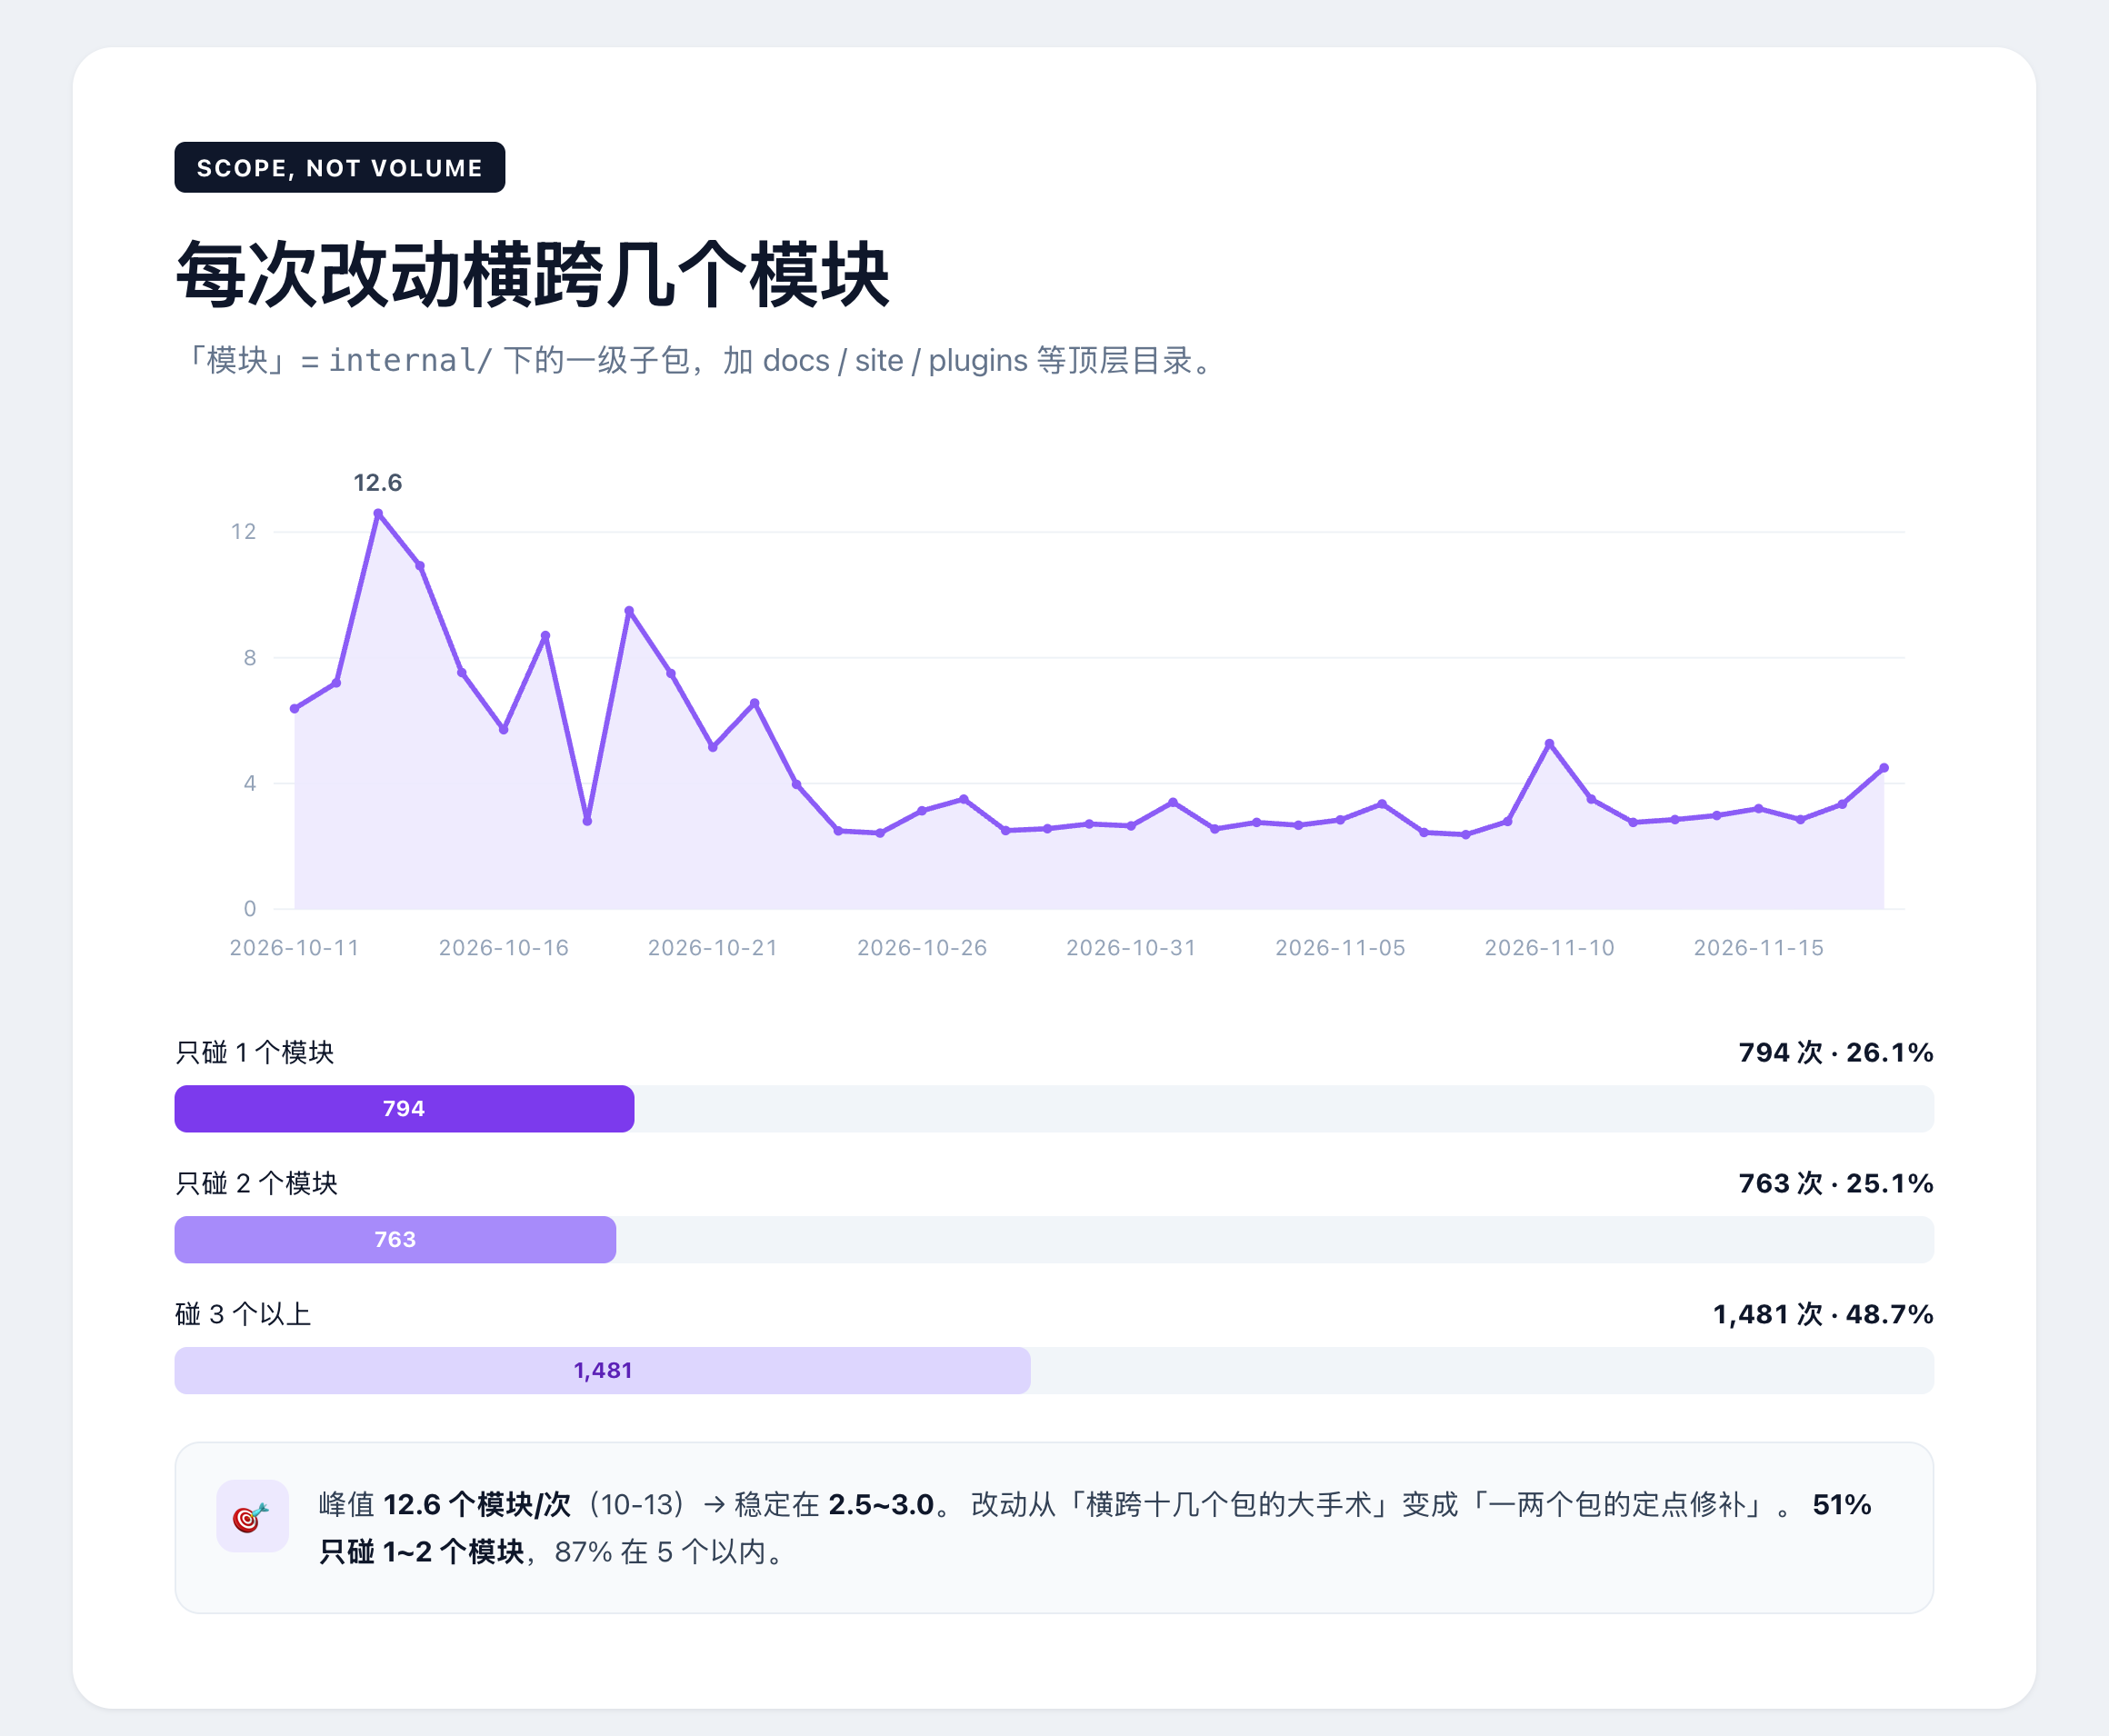 SCOPE, NOT VOLUME
每次改动横跨几个模块
「模块」= internal/ 下的一级子包，加 docs / site / plugins 等顶层目录。
12.6
12
8
4
0
2026-10-11 2026-10-16 2026-10-21 2026-10-26 2026-10-31 2026-11-05 2026-11-10 2026-11-15
只碰 1 个模块 794 次 · 26.1%
794
只碰 2 个模块 763 次 · 25.1%
763
碰 3 个以上 1,481 次 · 48.7%
1,481
峰值 12.6 个模块/次（10-13）→ 稳定在 2.5~3.0。 改动从「横跨十几个包的大手术」变成「一两个包的定点修补」。 51%
只碰 1~2 个模块，87% 在 5 个以内。